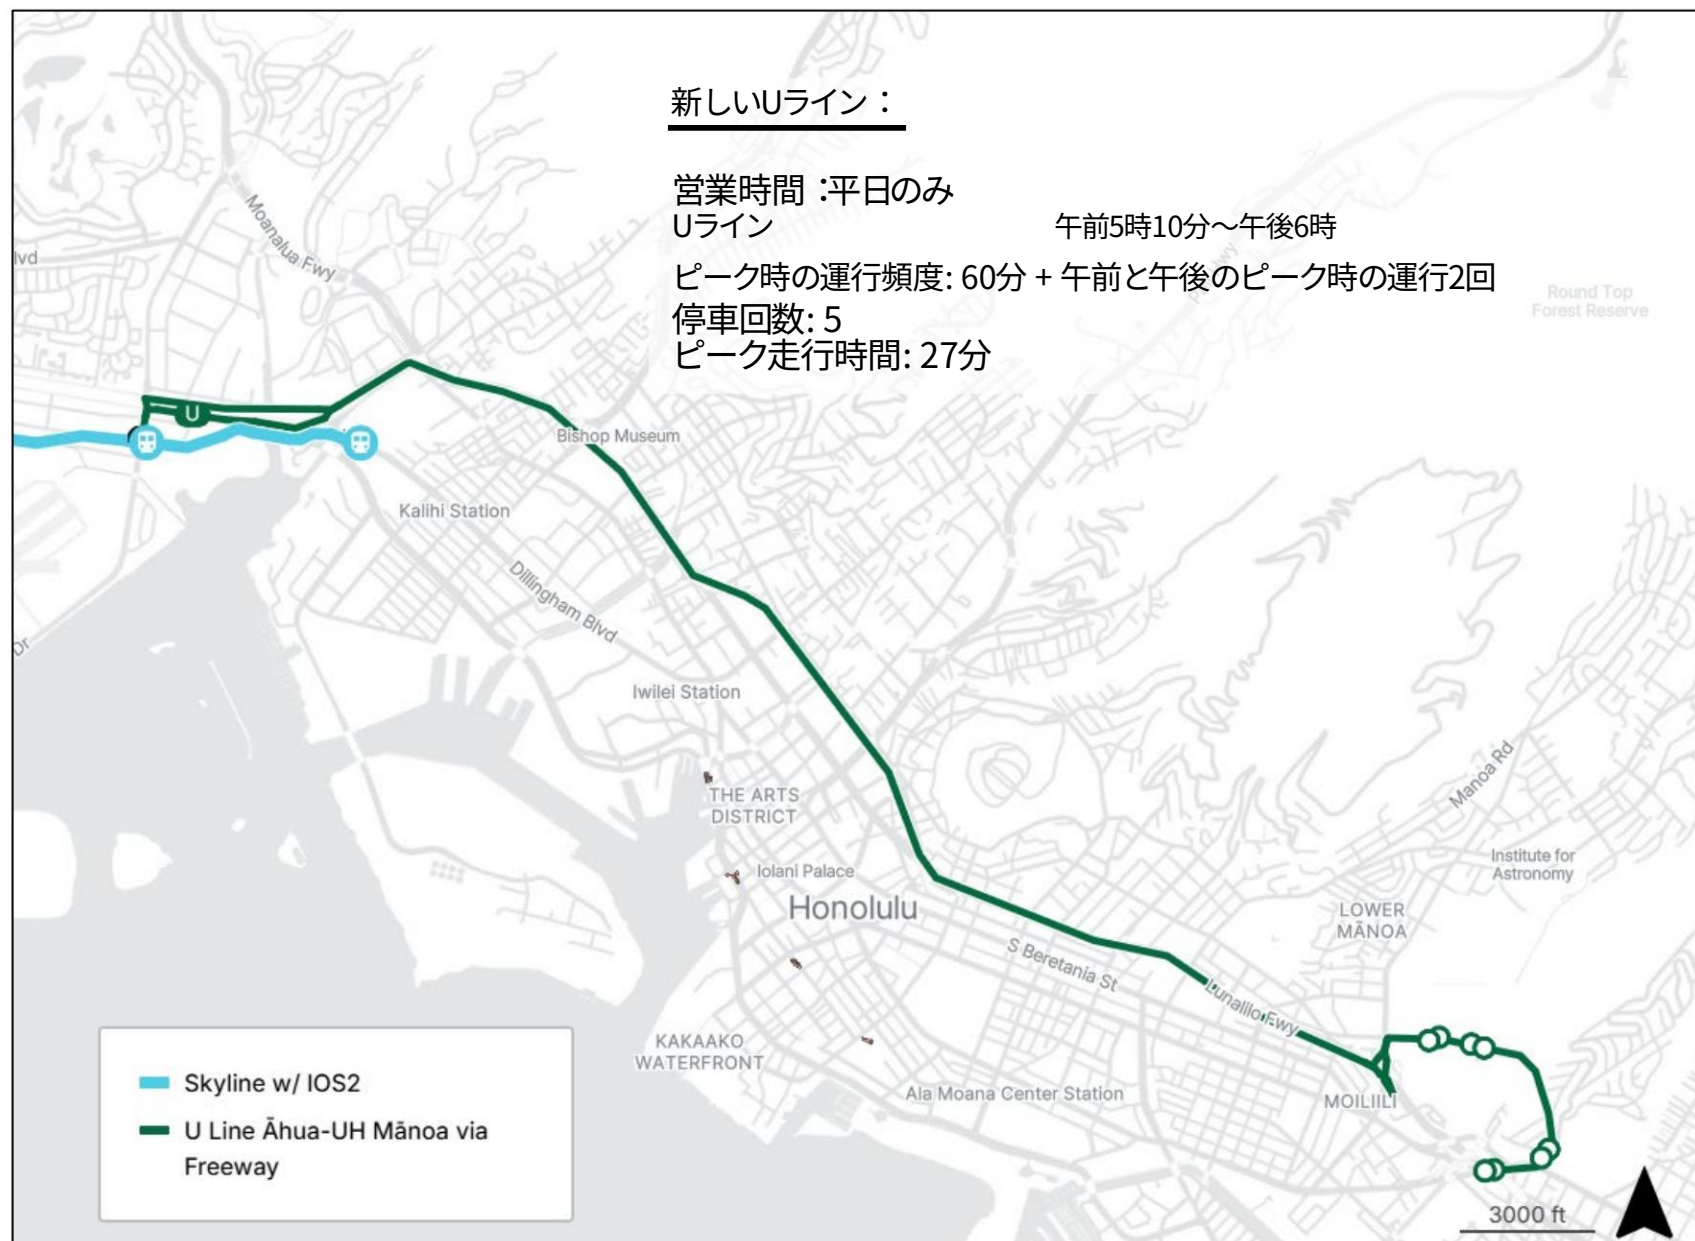 新しいUライン：
営業時間：平日のみ
Uライン 午前5時10分～午後6時
ピーク時の運行頻度: 60分 + 午前と午後のピーク時の運行2回
停車回数: 5
ピーク走行時間: 27分
Round Top
Forest Reserve
Moanalua Fwy
lvd
U
Bishop Museum
Kalihi Station
Dillingham Blvd
Dr
Iwilei Station
THE ARTS
DISTRICT
Manoa Rd
Iolani Palace
Institute for
Astronomy
Honolulu
LOWER
MĀNOA
S Beretania St
Lunalilo Fwy
KAKAAKO
WATERFRONT
Ala Moana Center Station
MOILIILI
Skyline w/ IOS2
U Line Āhua-UH Mānoa via
Freeway
3000 ft